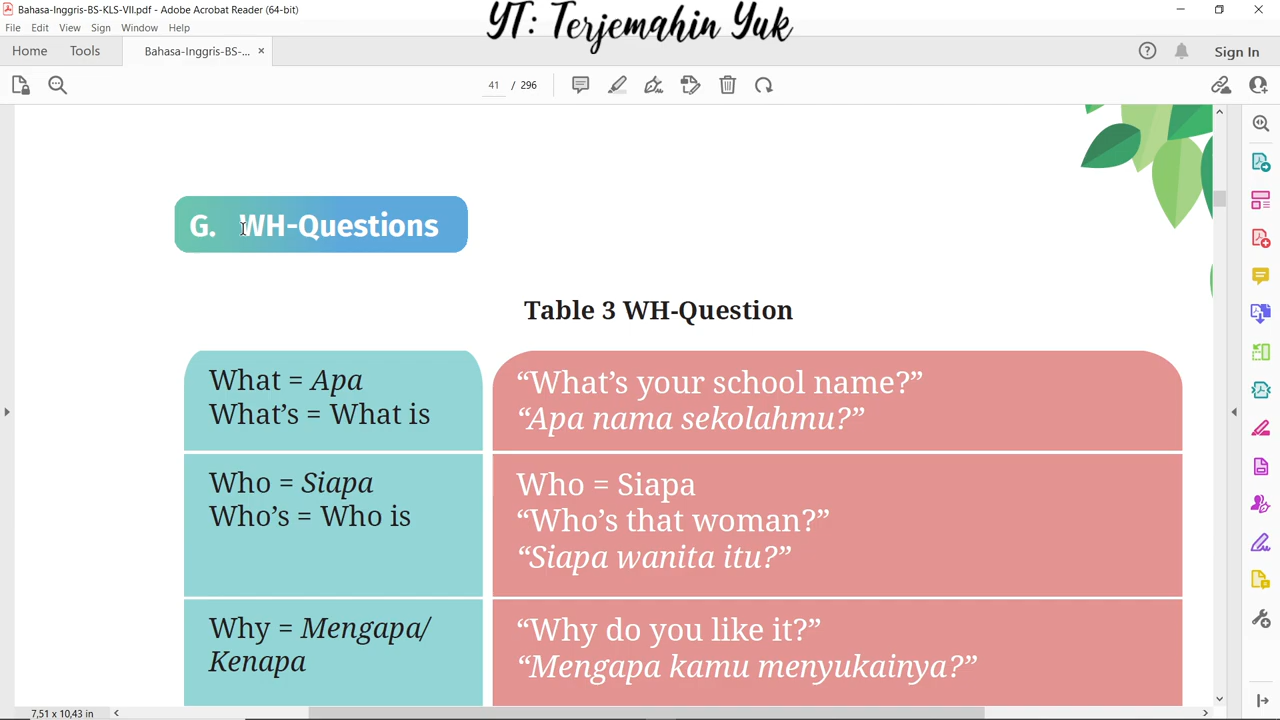 Bahasa-Inggris-BS-KLS-VII.pdf - Adobe Acrobat Reader (64-bit)
YT: Terjemahin Yuk
File Edit View Sign Window Help
Home Tools Bahasa-Inggris-BS-... × Sign In
41 / 296
G. WH-Questions
Table 3 WH-Question
What = Apa
What’s = What is
“What’s your school name?”
“Apa nama sekolahmu?”
Who = Siapa
Who’s = Who is
Who = Siapa
“Who’s that woman?”
“Siapa wanita itu?”
Why = Mengapa/
Kenapa
“Why do you like it?”
“Mengapa kamu menyukainya?”
7,51 x 10,43 in